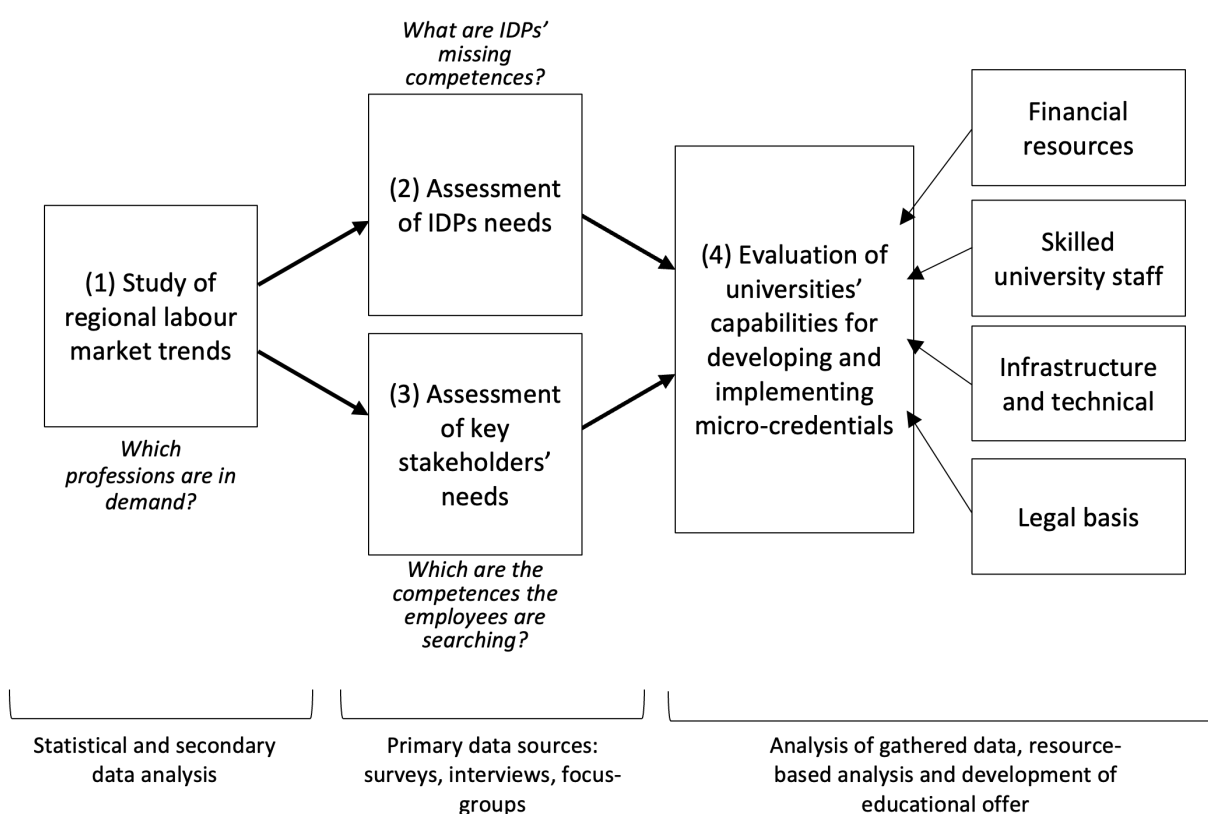 (1) Study of
regional labour
market trends
Which
professions are in
demand?
What are IDPs'
missing
competences?
(2) Assessment
of IDPs needs
(3) Assessment
of key
stakeholders'
needs
Which are the
competences the
employees are
searching?
(4) Evaluation of
universities'
capabilities for
developing and
implementing
micro-credentials
Financial
resources
Skilled
university staff
Infrastructure
and technical
Legal basis
Statistical and secondary
data analysis
Primary data sources:
surveys, interviews, focus-
groups
Analysis of gathered data, resource-
based analysis and development of
educational offer